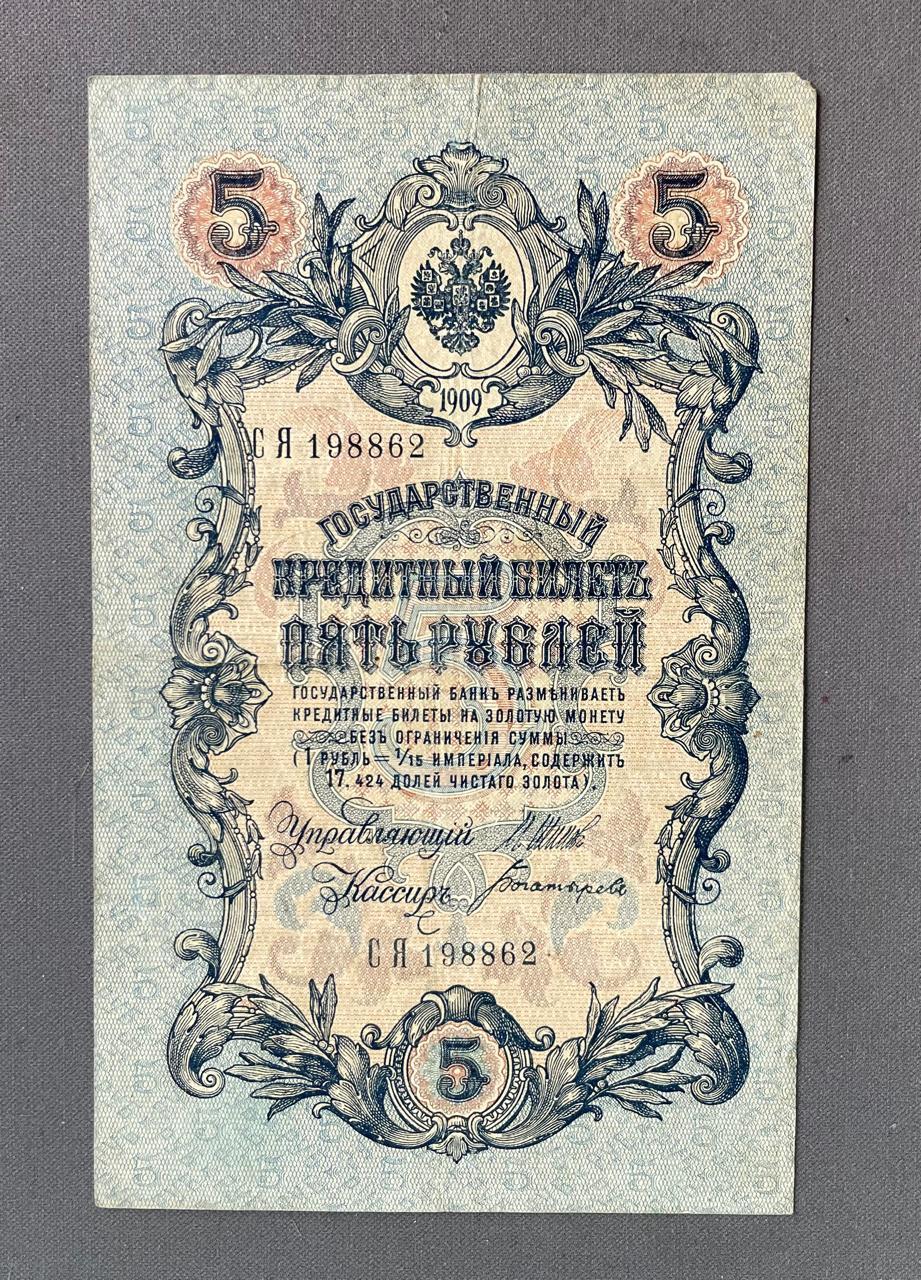 5 5
1909
СЯ 198862
ГОСУДАРСТВЕННЫЙ
КРЕДИТНЫЙ БИЛЕТЪ
ПЯТЬ РУБЛЕЙ
ГОСУДАРСТВЕННЫЙ БАНКЪ РАЗМѢНИВАЕТЪ
КРЕДИТНЫЕ БИЛЕТЫ НА ЗОЛОТУЮ МОНЕТУ
БЕЗЪ ОГРАНИЧЕНІЯ СУММЫ
(1 РУБЛЬ = 1/15 ИМПЕРІАЛА, СОДЕРЖИТЪ
17,424 ДОЛЕЙ ЧИСТАГО ЗОЛОТА).
Управляющій
Кассиръ Богатыревъ
СЯ 198862
5